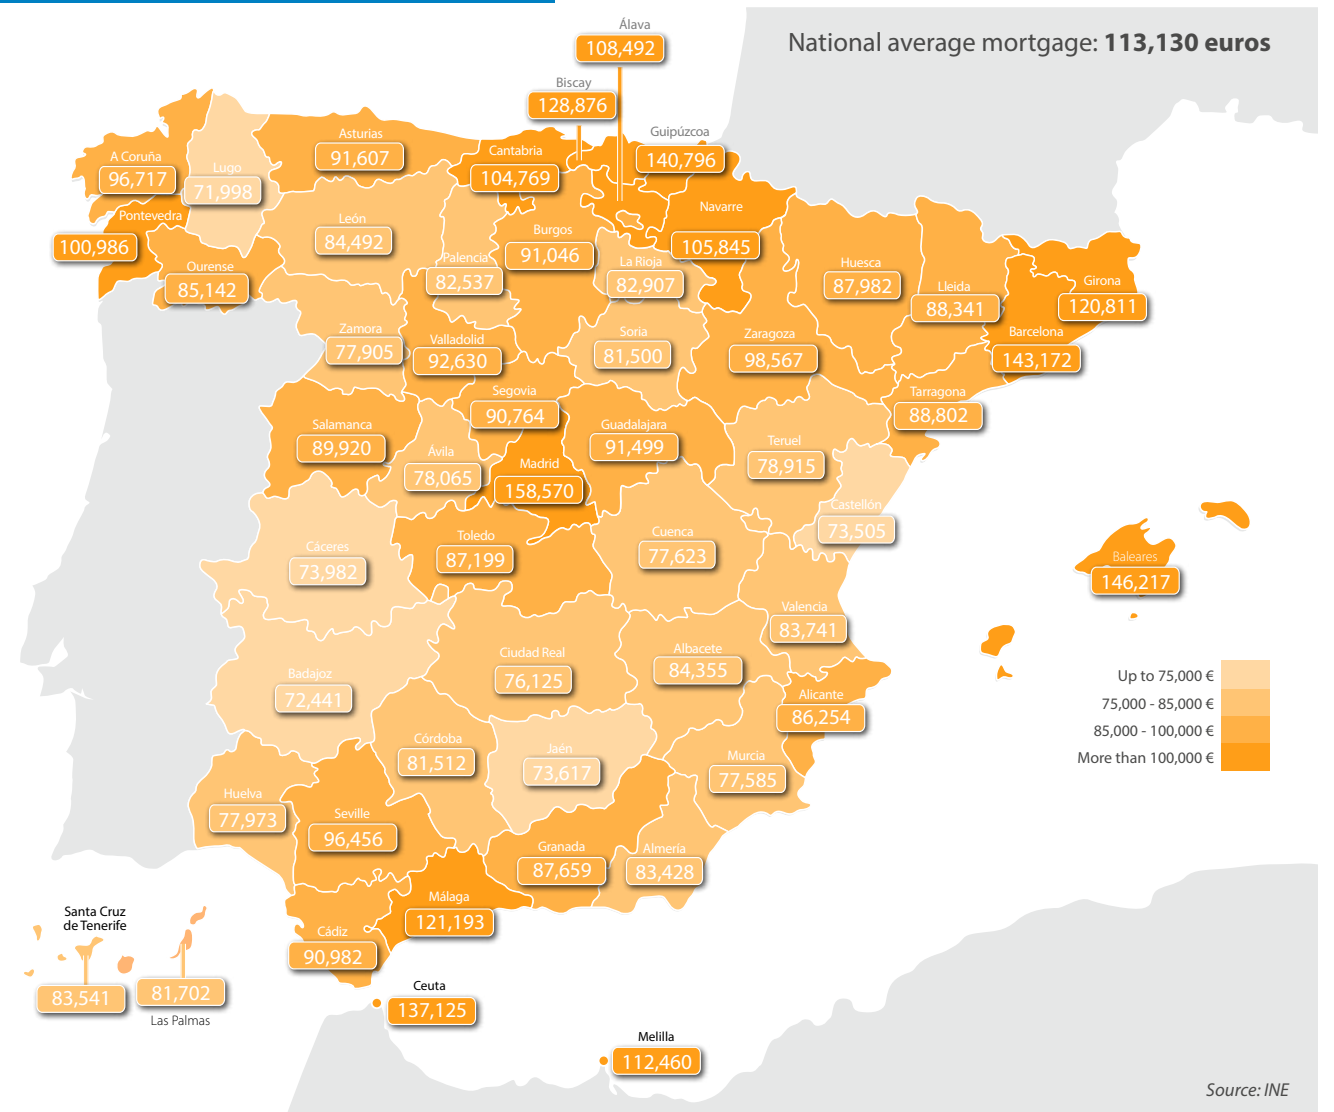 National average mortgage: 113,130 euros
Álava
108,492
Biscay
128,876
Guipúzcoa
140,796
Asturias
91,607
Cantabria
104,769
A Coruña
96,717
Lugo
71,998
Pontevedra
100,986
Ourense
85,142
León
84,492
Palencia
82,537
Burgos
91,046
La Rioja
82,907
Navarre
105,845
Huesca
87,982
Lleida
88,341
Girona
120,811
Barcelona
143,172
Zamora
77,905
Valladolid
92,630
Soria
81,500
Zaragoza
98,567
Tarragona
88,802
Segovia
90,764
Salamanca
89,920
Ávila
78,065
Guadalajara
91,499
Madrid
158,570
Teruel
78,915
Castellón
73,505
Cáceres
73,982
Toledo
87,199
Cuenca
77,623
Baleares
146,217
Valencia
83,741
Badajoz
72,441
Ciudad Real
76,125
Albacete
84,355
Alicante
86,254
Up to 75,000 €
75,000 - 85,000 €
85,000 - 100,000 €
More than 100,000 €
Córdoba
81,512
Jaén
73,617
Murcia
77,585
Huelva
77,973
Seville
96,456
Granada
87,659
Almería
83,428
Málaga
121,193
Cádiz
90,982
Santa Cruz
de Tenerife
83,541
81,702
Las Palmas
Ceuta
137,125
Melilla
112,460
Source: INE